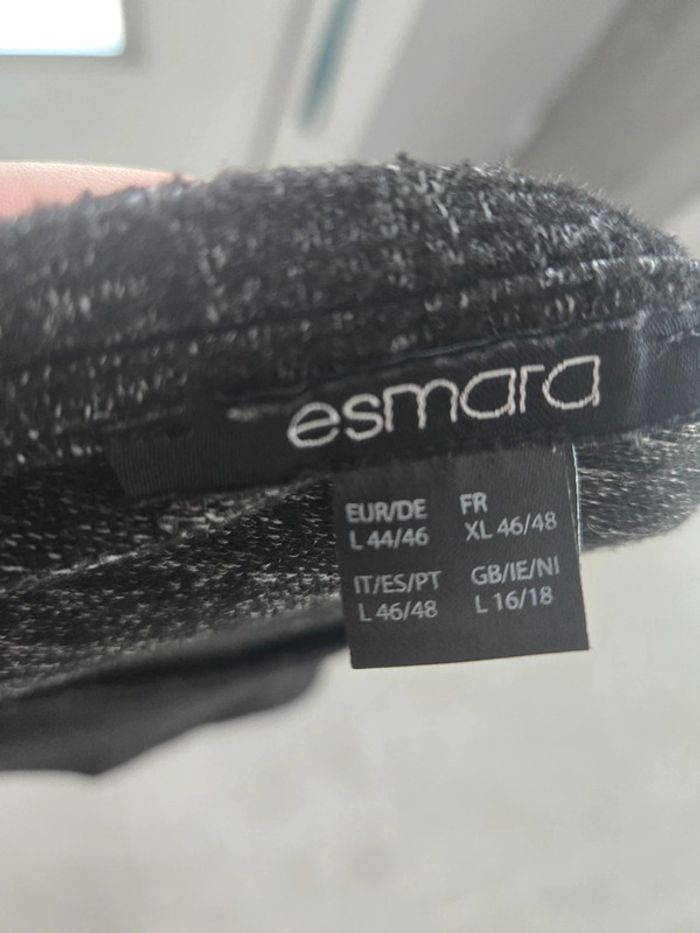 esmara
EUR/DE FR
L 44/46 XL 46/48
IT/ES/PT GB/IE/NI
L 46/48 L 16/18